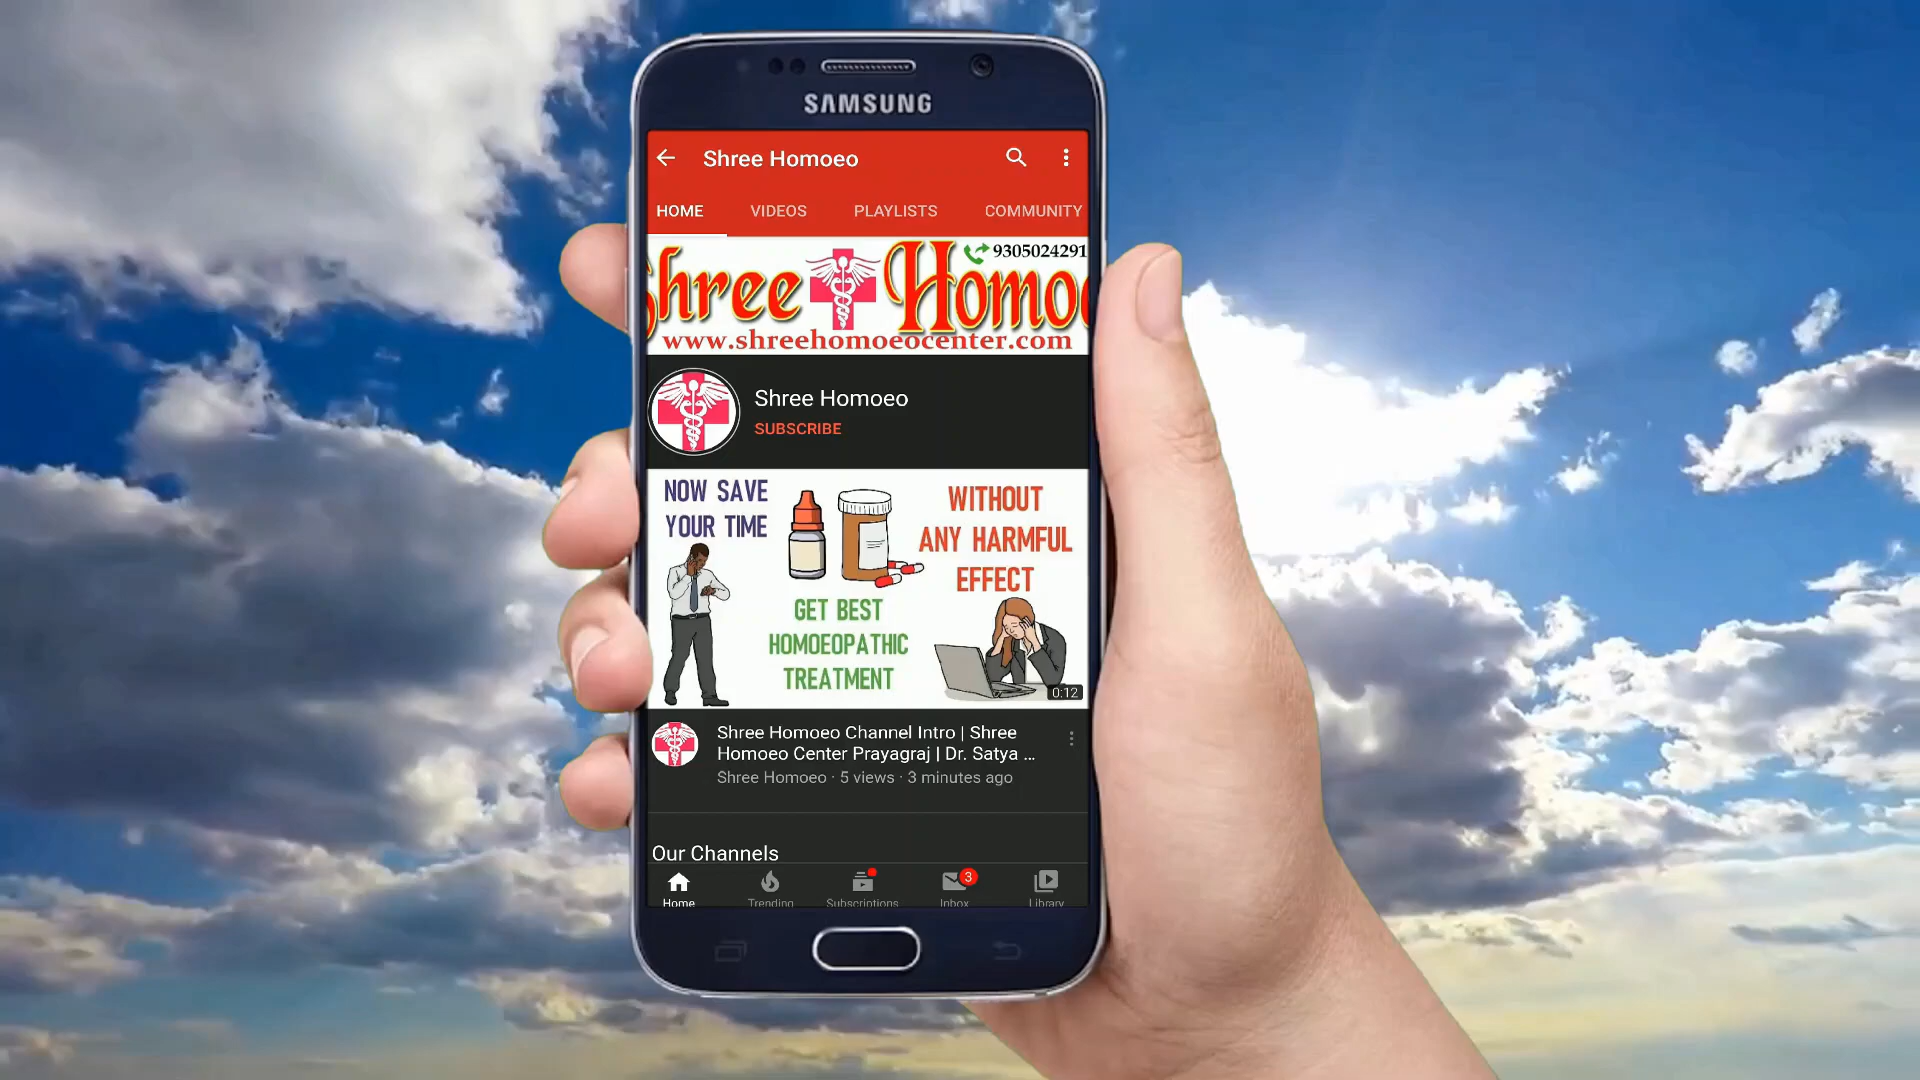 SAMSUNG
Shree Homoeo
HOME VIDEOS PLAYLISTS COMMUNITY
9305024291
Shree Homoe
www.shreehomoeocenter.com
Shree Homoeo
SUBSCRIBE
NOW SAVE
YOUR TIME
WITHOUT
ANY HARMFUL
EFFECT
GET BEST
HOMOEOPATHIC
TREATMENT
0:12
Shree Homoeo Channel Intro | Shree
Homoeo Center Prayagraj | Dr. Satya ...
Shree Homoeo · 5 views · 3 minutes ago
Our Channels
3
Home Trending Subscriptions Inbox Library